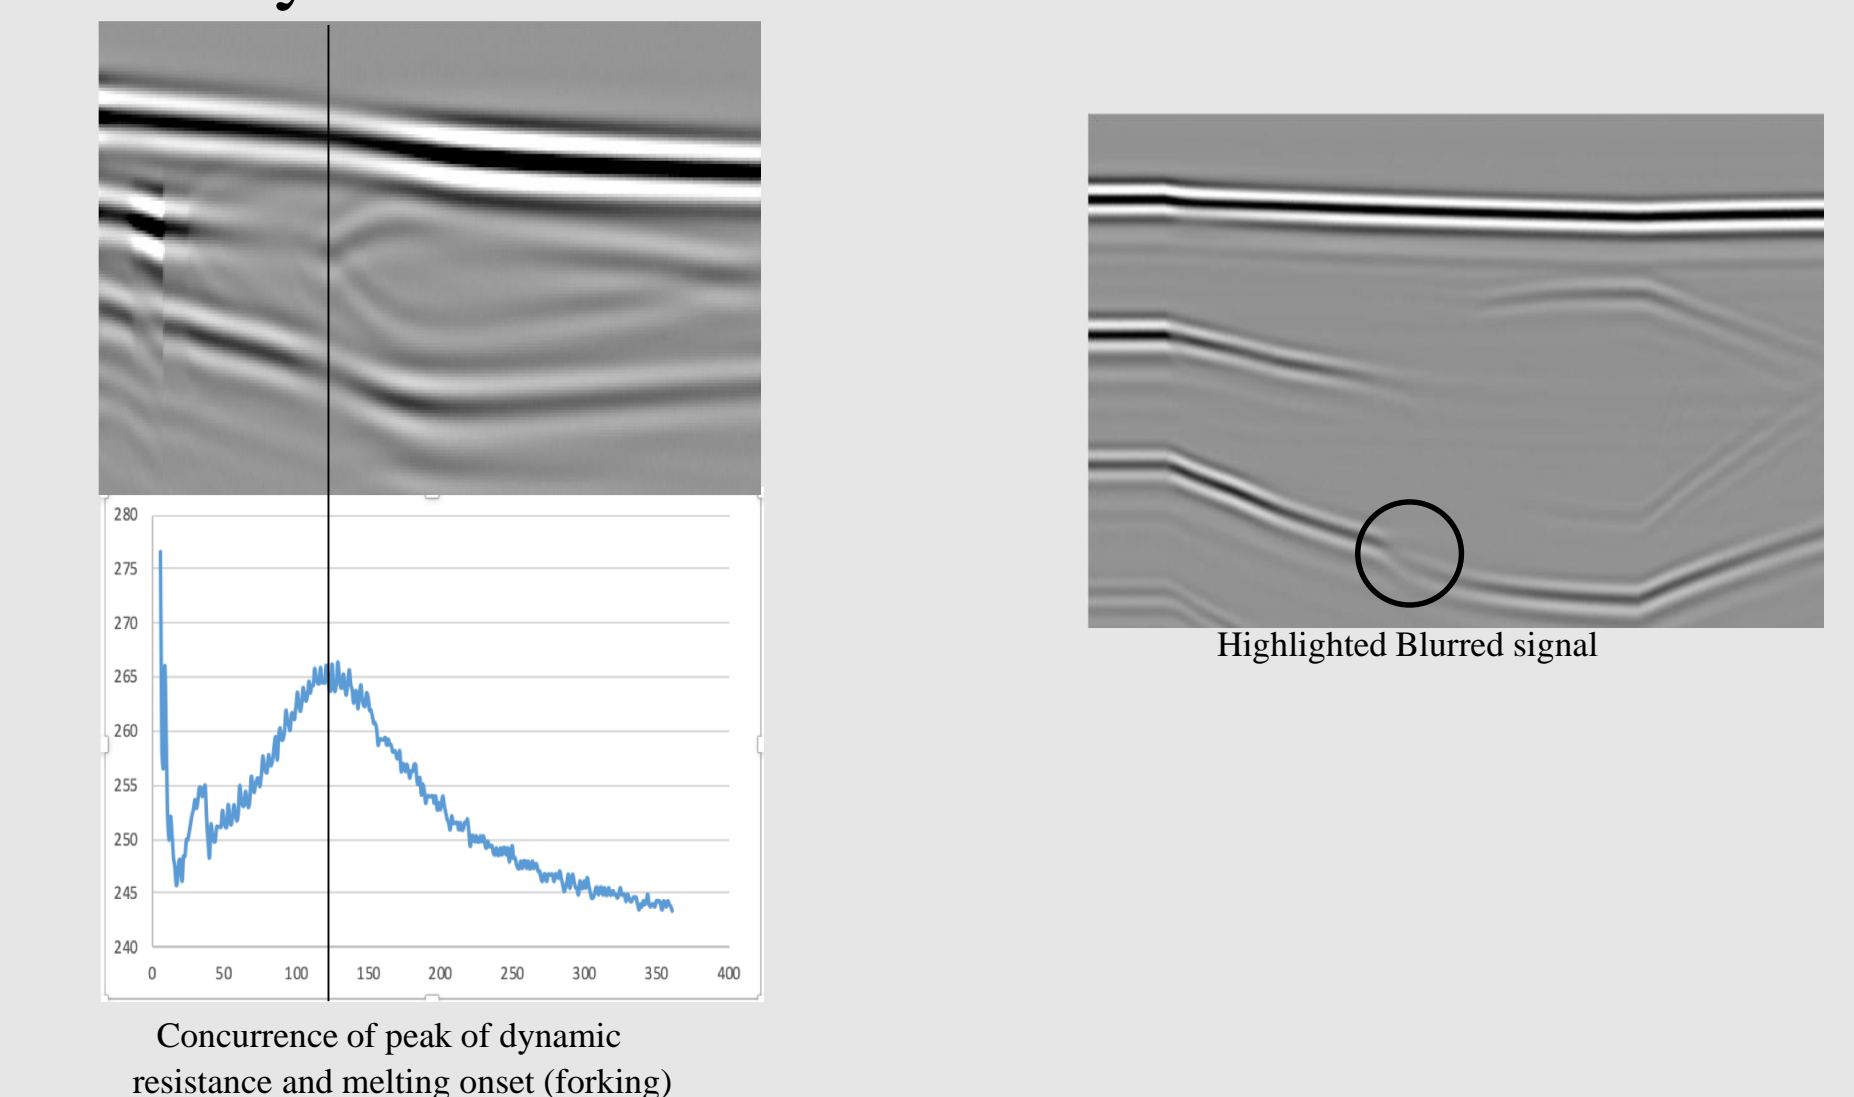 280
275
270
265
260
255
250
245
240
0 50 100 150 200 250 300 350 400
Concurrence of peak of dynamic
resistance and melting onset (forking)
Highlighted Blurred signal